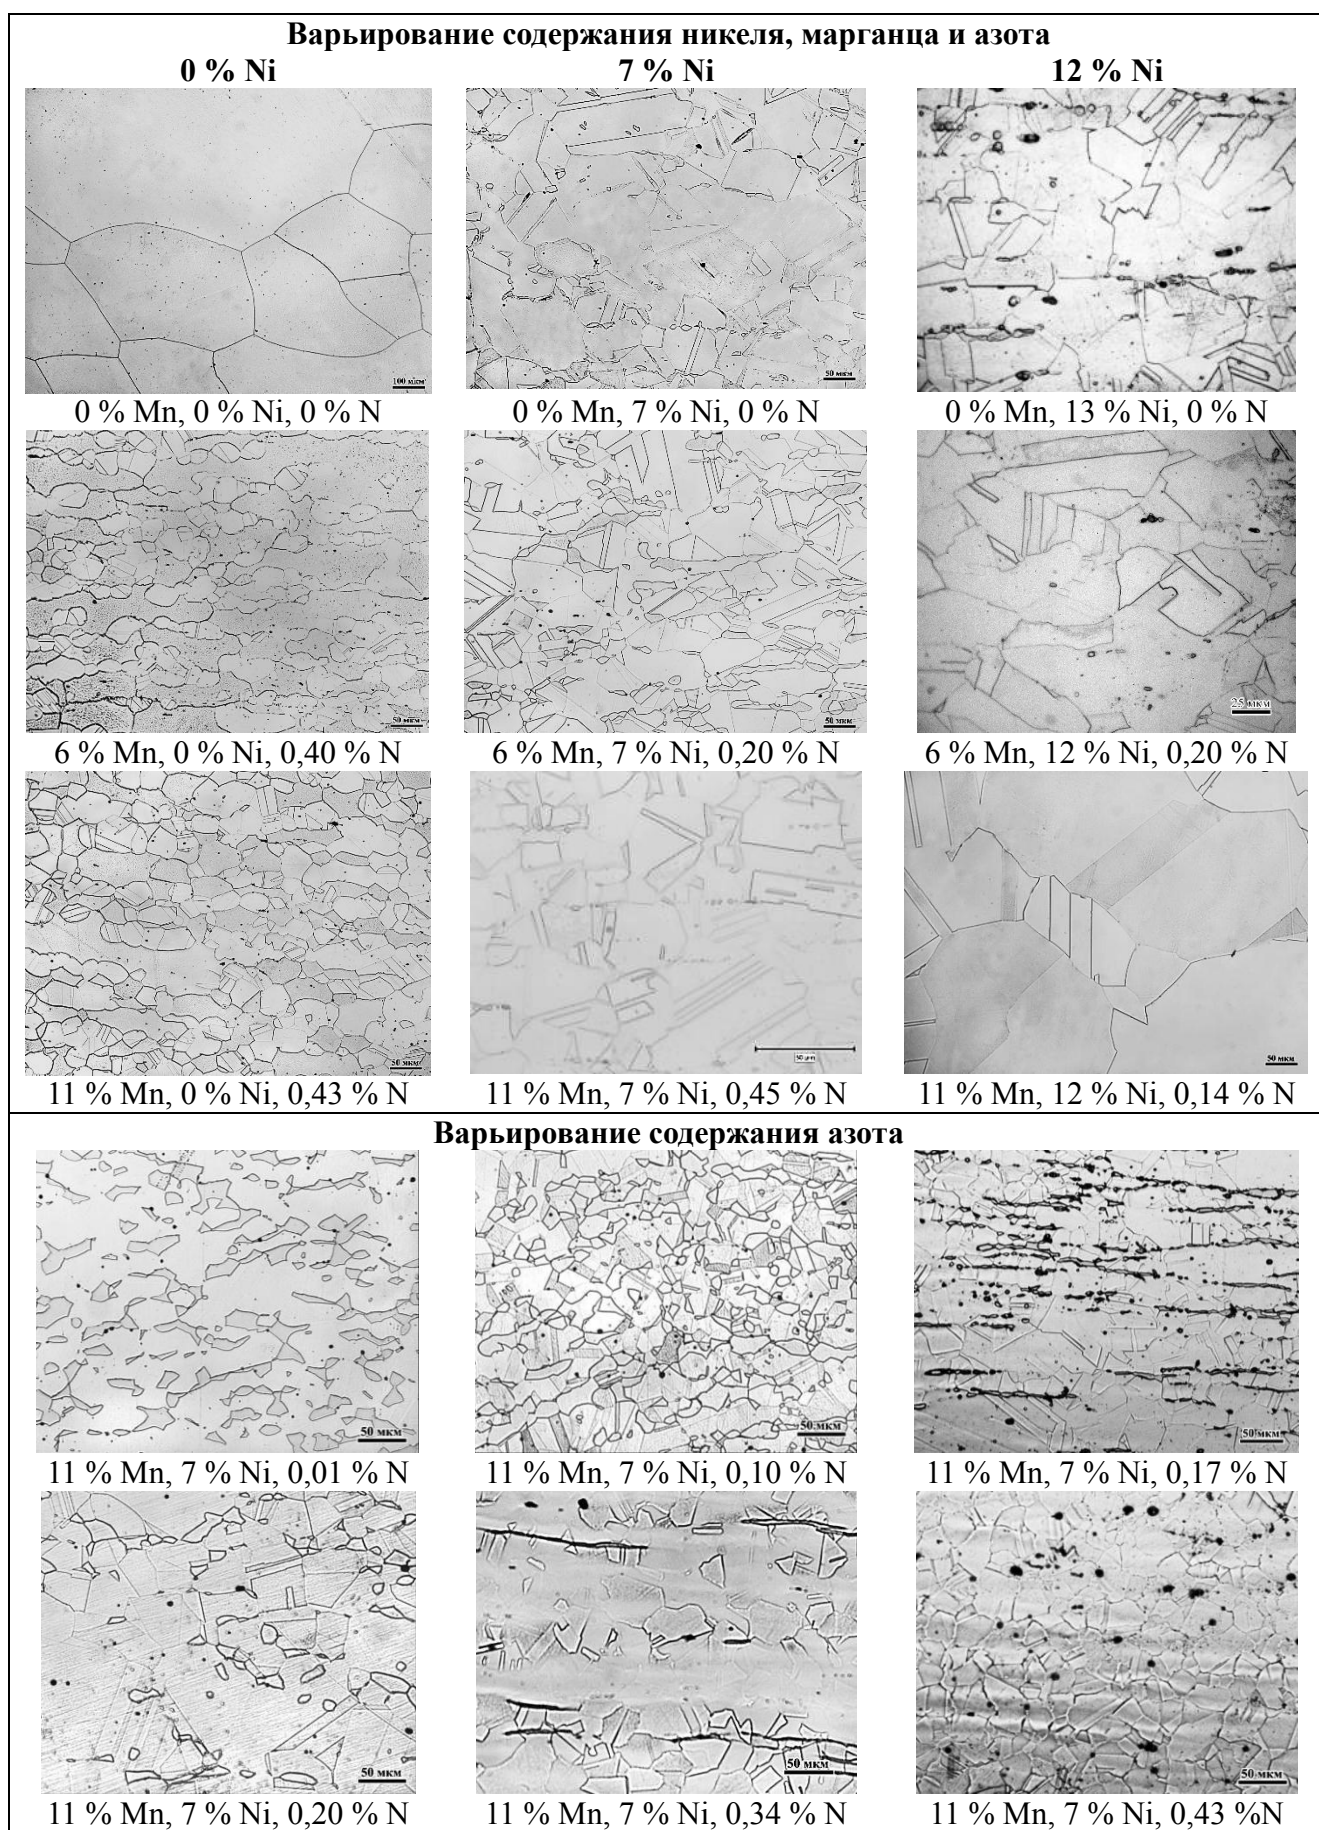 Варьирование содержания никеля, марганца и азота
0 % Ni 7 % Ni 12 % Ni
100 мкм 50 мкм
0 % Mn, 0 % Ni, 0 % N 0 % Mn, 7 % Ni, 0 % N 0 % Mn, 13 % Ni, 0 % N
50 мкм 50 мкм 25 мкм
6 % Mn, 0 % Ni, 0,40 % N 6 % Mn, 7 % Ni, 0,20 % N 6 % Mn, 12 % Ni, 0,20 % N
50 мкм 50 µm 50 мкм
11 % Mn, 0 % Ni, 0,43 % N 11 % Mn, 7 % Ni, 0,45 % N 11 % Mn, 12 % Ni, 0,14 % N
Варьирование содержания азота
50 мкм 50 мкм 50 мкм
11 % Mn, 7 % Ni, 0,01 % N 11 % Mn, 7 % Ni, 0,10 % N 11 % Mn, 7 % Ni, 0,17 % N
50 мкм 50 мкм 50 мкм
11 % Mn, 7 % Ni, 0,20 % N 11 % Mn, 7 % Ni, 0,34 % N 11 % Mn, 7 % Ni, 0,43 %N